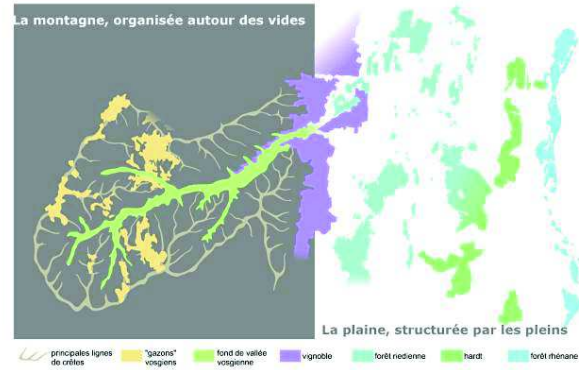 La montagne, organisée autour des vides
La plaine, structurée par les pleins
principales lignes
de crêtes
"gazons"
vosgiens
fond de vallée
vosgienne
vignoble
forêt riedienne
hardt
forêt rhénane